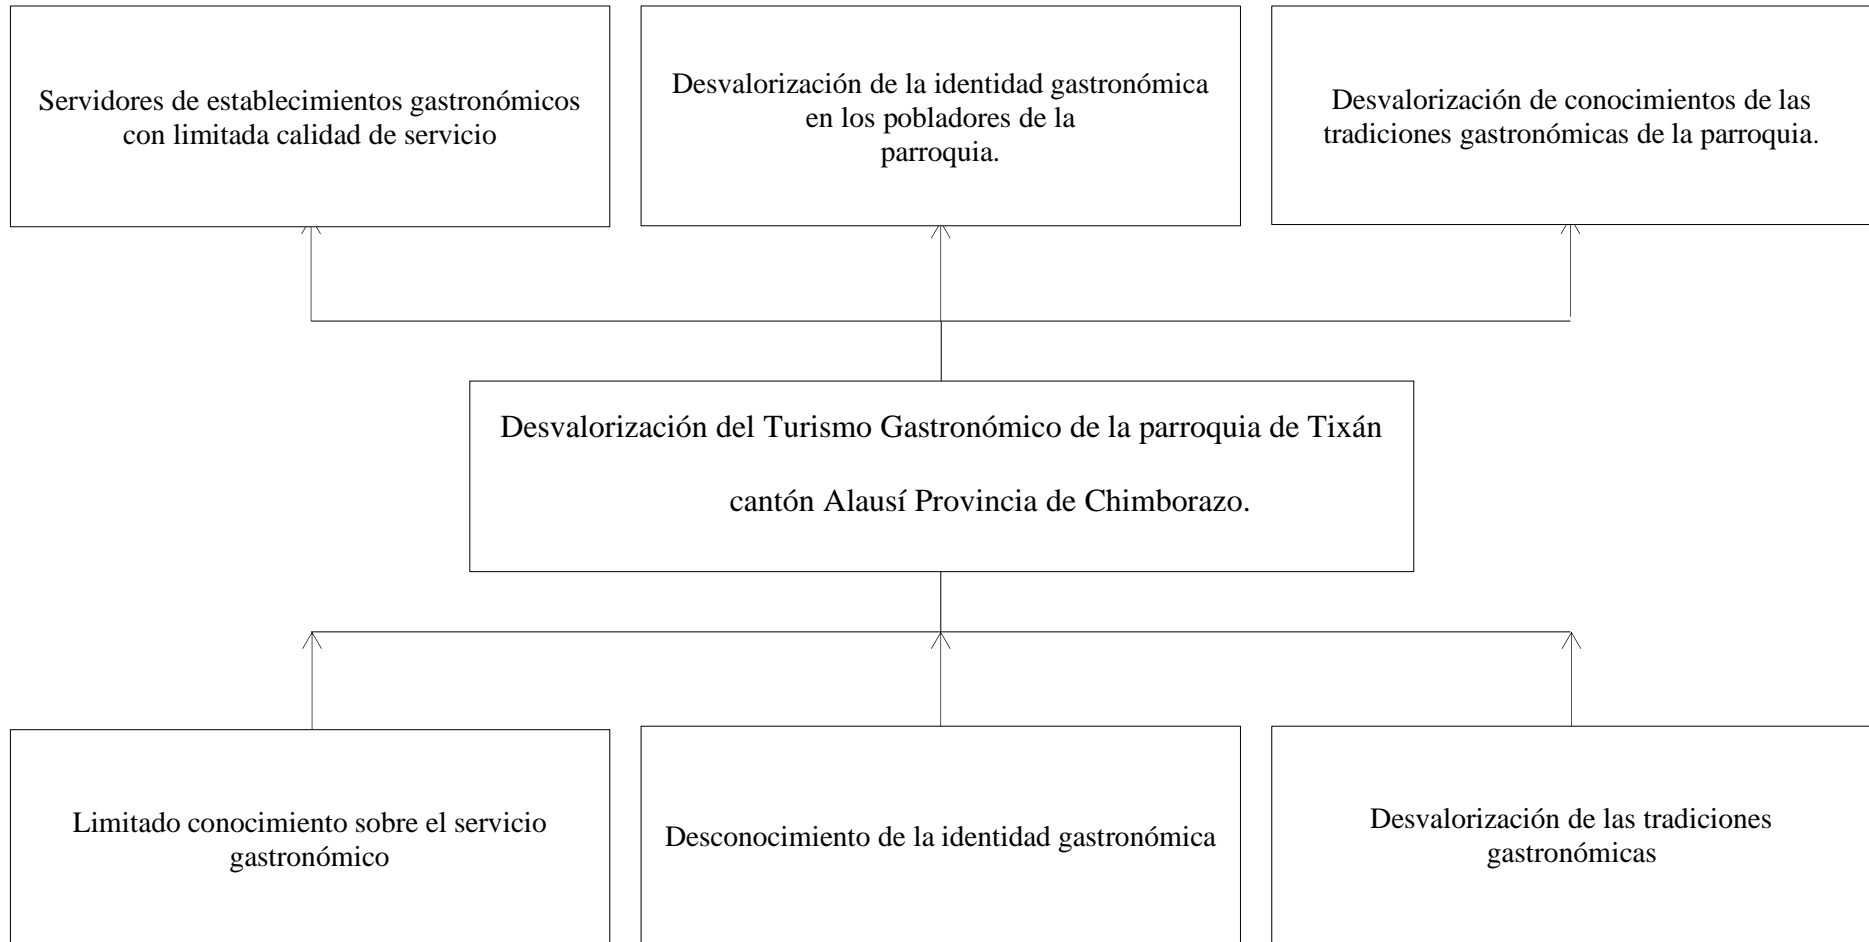 Servidores de establecimientos gastronómicos
con limitada calidad de servicio
Desvalorización de la identidad gastronómica
en los pobladores de la
parroquia.
Desvalorización de conocimientos de las
tradiciones gastronómicas de la parroquia.
Desvalorización del Turismo Gastronómico de la parroquia de Tixán
cantón Alausí Provincia de Chimborazo.
Limitado conocimiento sobre el servicio
gastronómico
Desconocimiento de la identidad gastronómica
Desvalorización de las tradiciones
gastronómicas